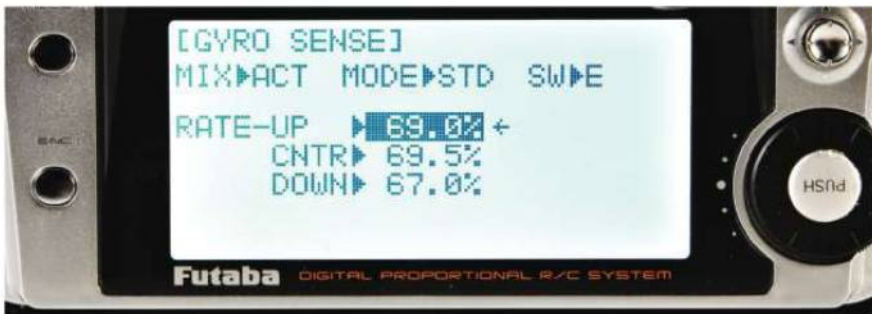 [GYRO SENSE]
MIX▶ACT MODE▶STD SW▶E
RATE-UP ▶ 69.0% ←
CNTR▶ 69.5%
DOWN▶ 67.0%
PUSH
Futaba DIGITAL PROPORTIONAL R/C SYSTEM